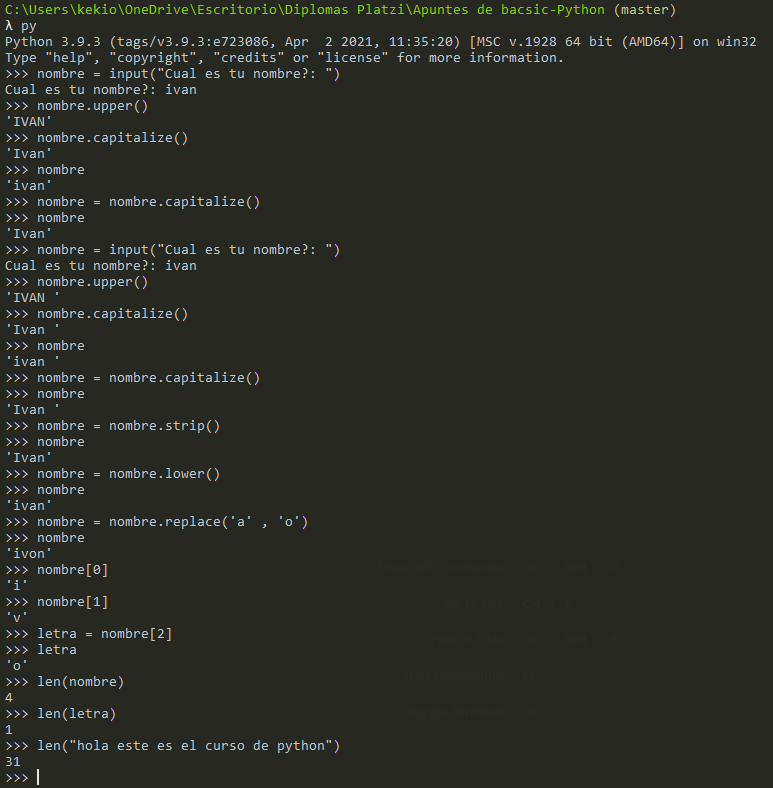 C:\Users\kekio\OneDrive\Escritorio\Diplomas Platzi\Apuntes de bacsic-Python (master)
λ py
Python 3.9.3 (tags/v3.9.3:e723086, Apr  2 2021, 11:35:20) [MSC v.1928 64 bit (AMD64)] on win32
Type "help", "copyright", "credits" or "license" for more information.
>>> nombre = input("Cual es tu nombre?: ")
Cual es tu nombre?: ivan
>>> nombre.upper()
'IVAN'
>>> nombre.capitalize()
'Ivan'
>>> nombre
'ivan'
>>> nombre = nombre.capitalize()
>>> nombre
'Ivan'
>>> nombre = input("Cual es tu nombre?: ")
Cual es tu nombre?: ivan
>>> nombre.upper()
'IVAN '
>>> nombre.capitalize()
'Ivan '
>>> nombre
'ivan '
>>> nombre = nombre.capitalize()
>>> nombre
'Ivan '
>>> nombre = nombre.strip()
>>> nombre
'Ivan'
>>> nombre = nombre.lower()
>>> nombre
'ivan'
>>> nombre = nombre.replace('a' , 'o')
>>> nombre
'ivon'
>>> nombre[0]
'i'
>>> nombre[1]
'v'
>>> letra = nombre[2]
>>> letra
'o'
>>> len(nombre)
4
>>> len(letra)
1
>>> len("hola este es el curso de python")
31
>>>